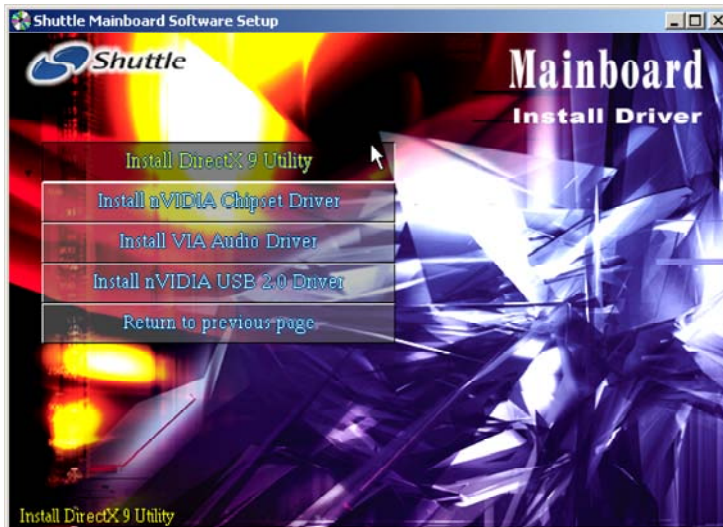 Shuttle Mainboard Software Setup
Shuttle
Mainboard
Install Driver
Install DirectX 9 Utility
Install nVIDIA Chipset Driver
Install VIA Audio Driver
Install nVIDIA USB 2.0 Driver
Return to previous page
Install DirectX 9 Utility